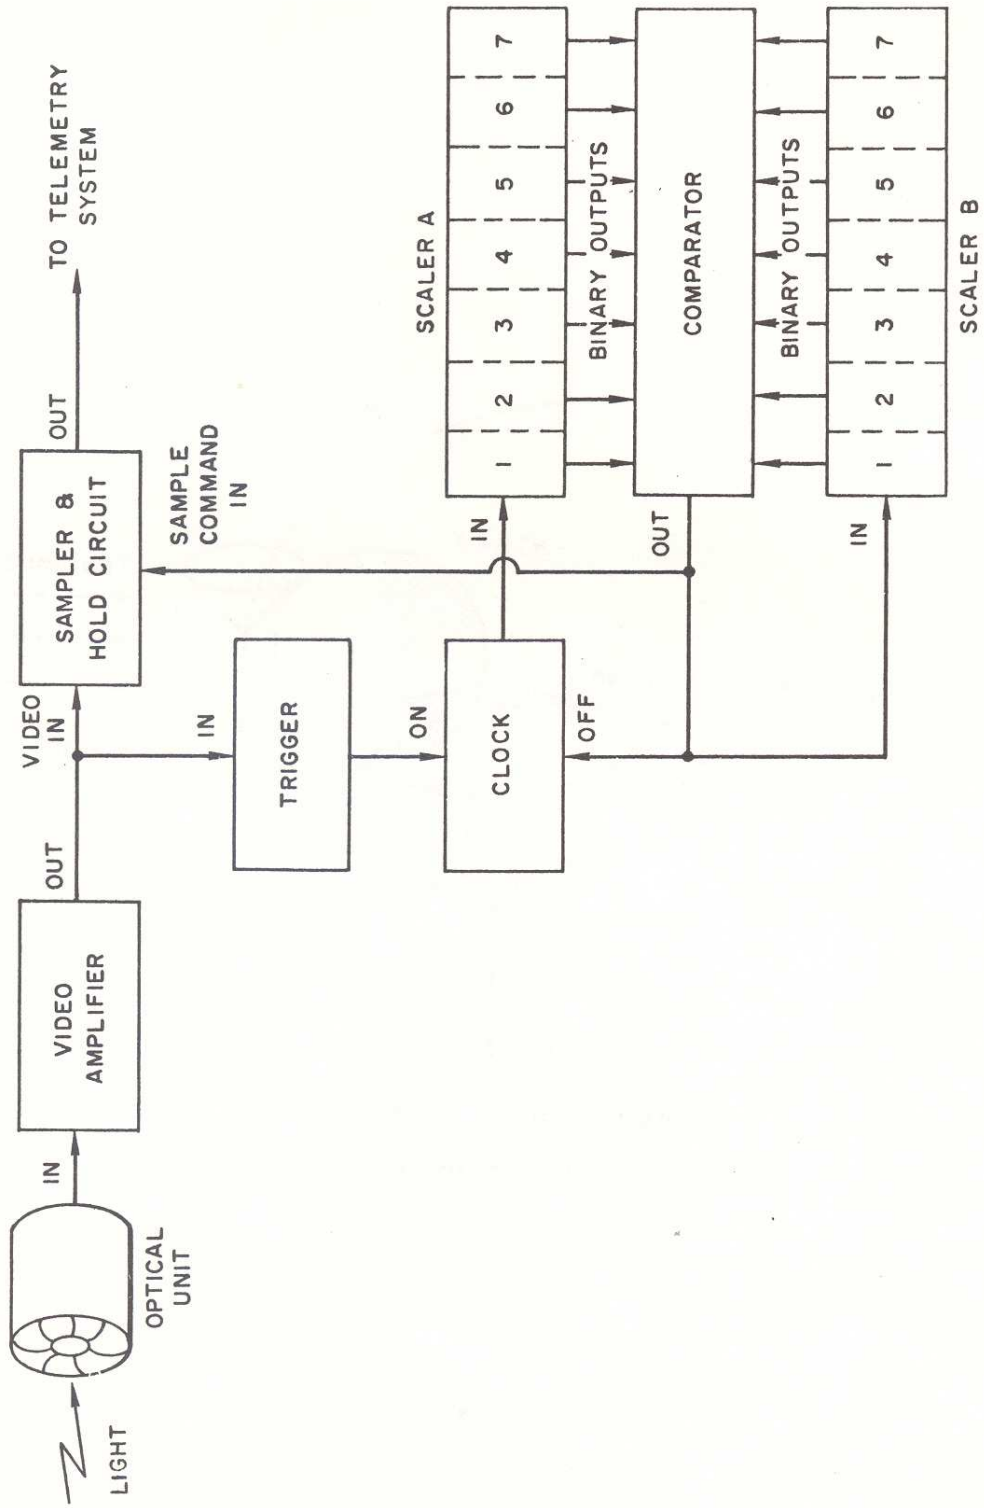 LIGHT
OPTICAL
UNIT
IN
VIDEO
AMPLIFIER
OUT
VIDEO
IN
SAMPLER &
HOLD CIRCUIT
OUT
TO TELEMETRY
SYSTEM
SAMPLE
COMMAND
IN
IN
TRIGGER
ON
CLOCK
OFF
IN
SCALER A
1 2 3 4 5 6 7
BINARY OUTPUTS
OUT
COMPARATOR
BINARY OUTPUTS
IN
1 2 3 4 5 6 7
SCALER B